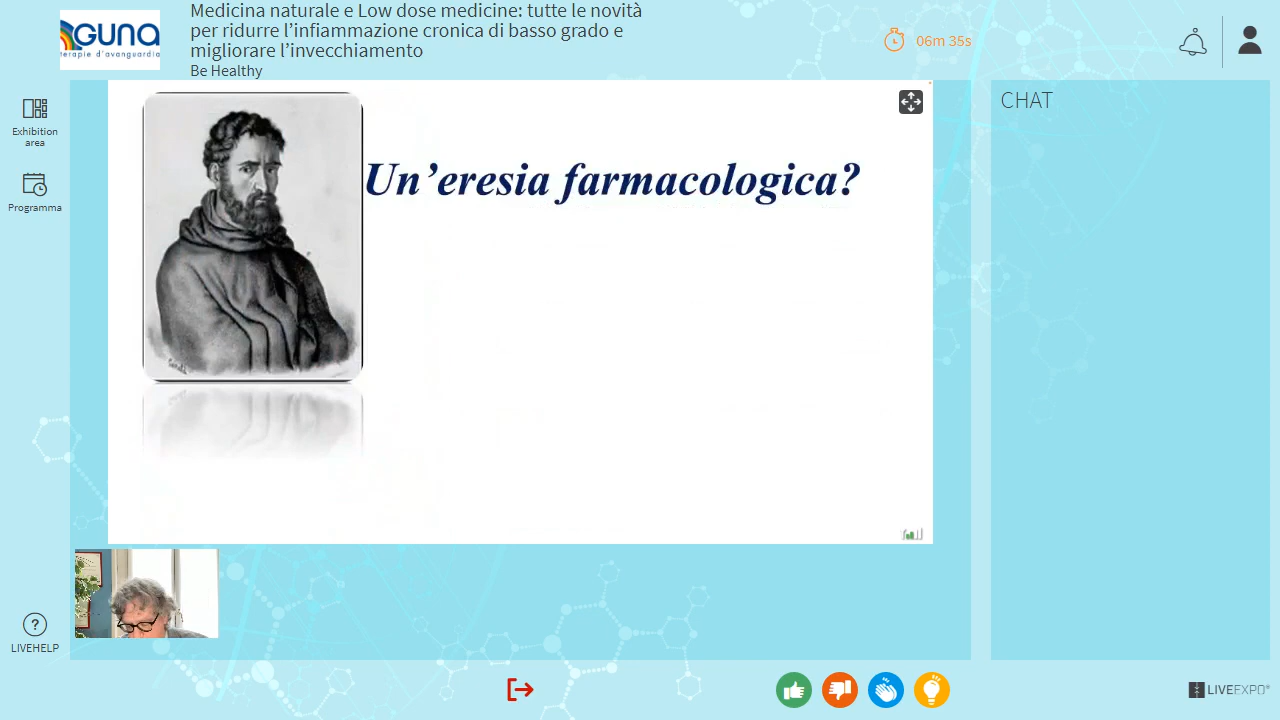 GUNA
terapie d'avanguardia
Medicina naturale e Low dose medicine: tutte le novità
per ridurre l’infiammazione cronica di basso grado e
migliorare l’invecchiamento
Be Healthy
06m 35s
Exhibition
area
Programma
CHAT
Un’eresia farmacologica?
LIVEHELP
LIVEEXPO